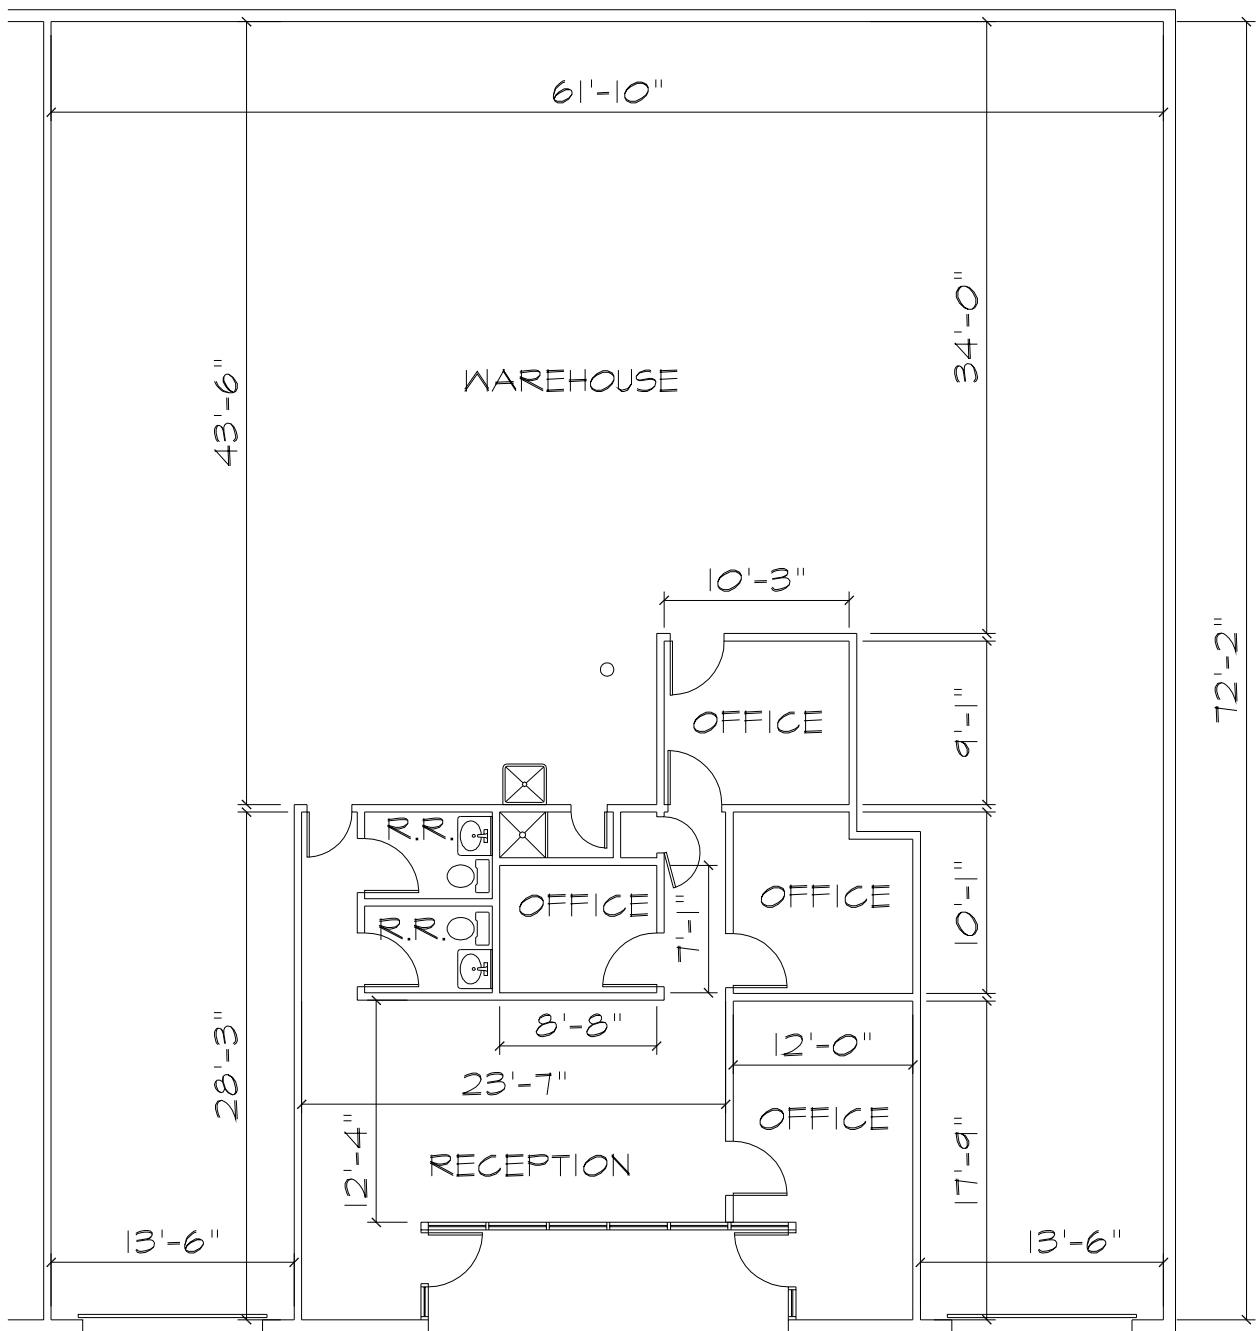 61'-10"
34'-0"
43'-6"
WAREHOUSE
10'-3"
72'-2"
OFFICE
9'-1"
R.R.
OFFICE
OFFICE
R.R.
7'-1"
10'-1"
8'-8"
12'-0"
28'-3"
23'-7"
OFFICE
12'-4"
RECEPTION
17'-9"
13'-6"
13'-6"